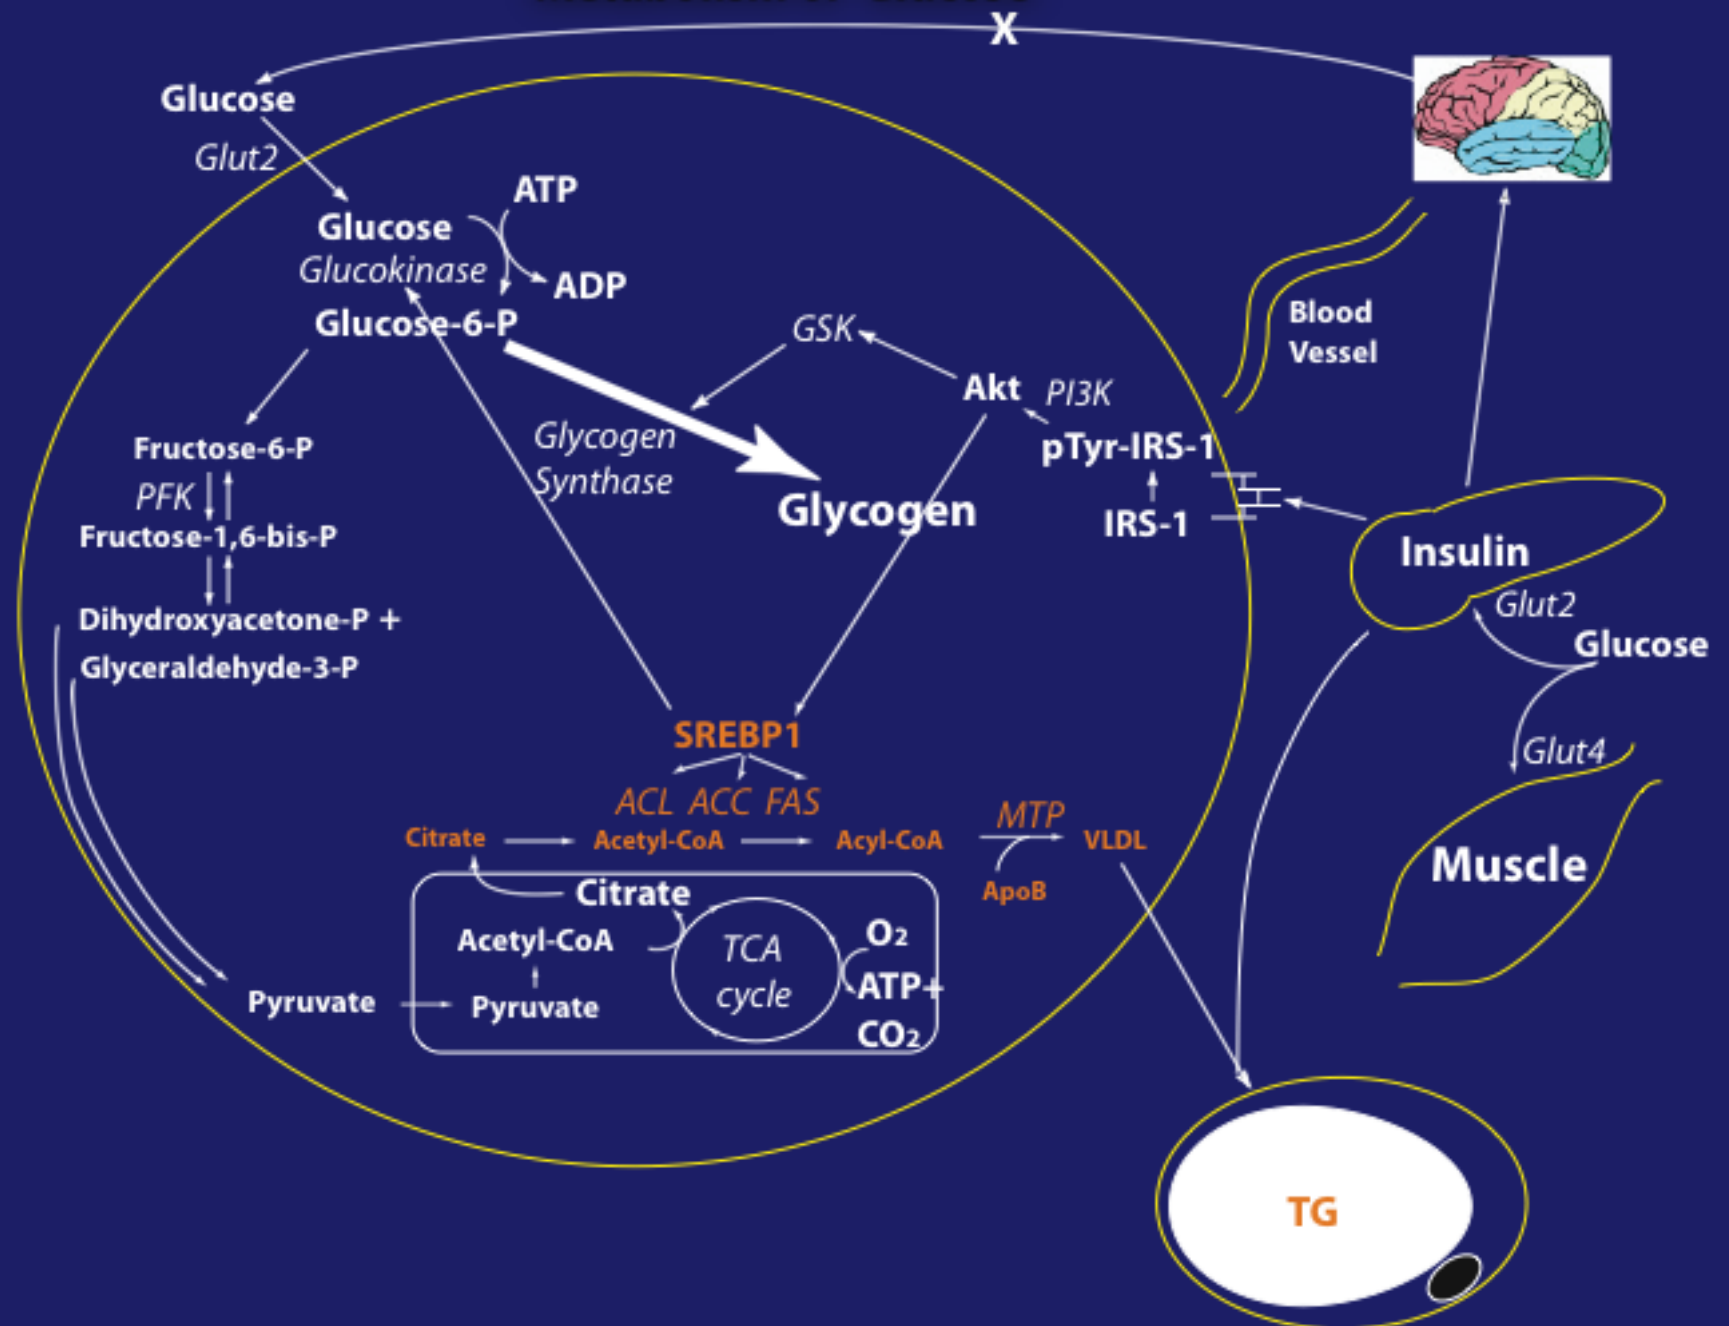 X
Glucose
Glut2
ATP
Glucose
Glucokinase
ADP
Glucose-6-P
GSK
Blood
Vessel
Akt
PI3K
Glycogen
Synthase
pTyr-IRS-1
Fructose-6-P
PFK
Glycogen
IRS-1
Fructose-1,6-bis-P
Insulin
Glut2
Dihydroxyacetone-P +
Glyceraldehyde-3-P
Glucose
SREBP1
Glut4
ACL ACC FAS
MTP
Citrate
Acetyl-CoA
Acyl-CoA
VLDL
Muscle
ApoB
Citrate
Acetyl-CoA
TCA
cycle
O2
ATP+
CO2
Pyruvate
Pyruvate
TG